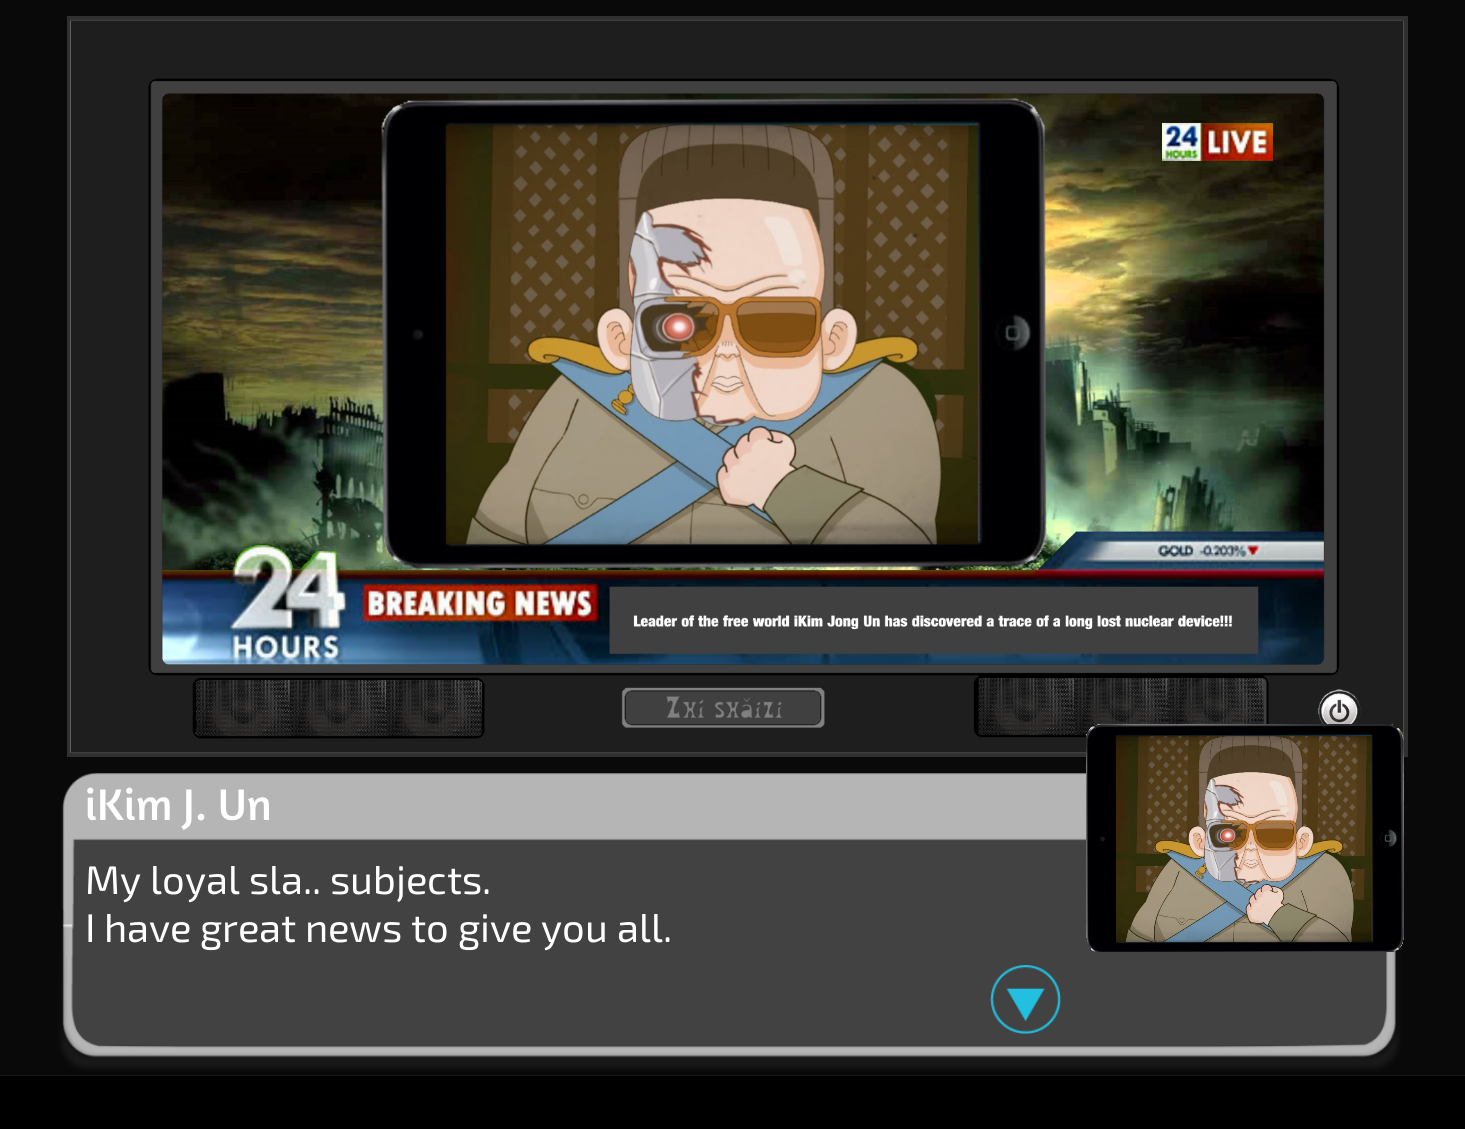 24 HOURS LIVE
GOLD -0.203%▼
24
HOURS
BREAKING NEWS
Leader of the free world iKim Jong Un has discovered a trace of a long lost nuclear device!!!
Zhí shǎizi
iKim J. Un
My loyal sla.. subjects.
I have great news to give you all.